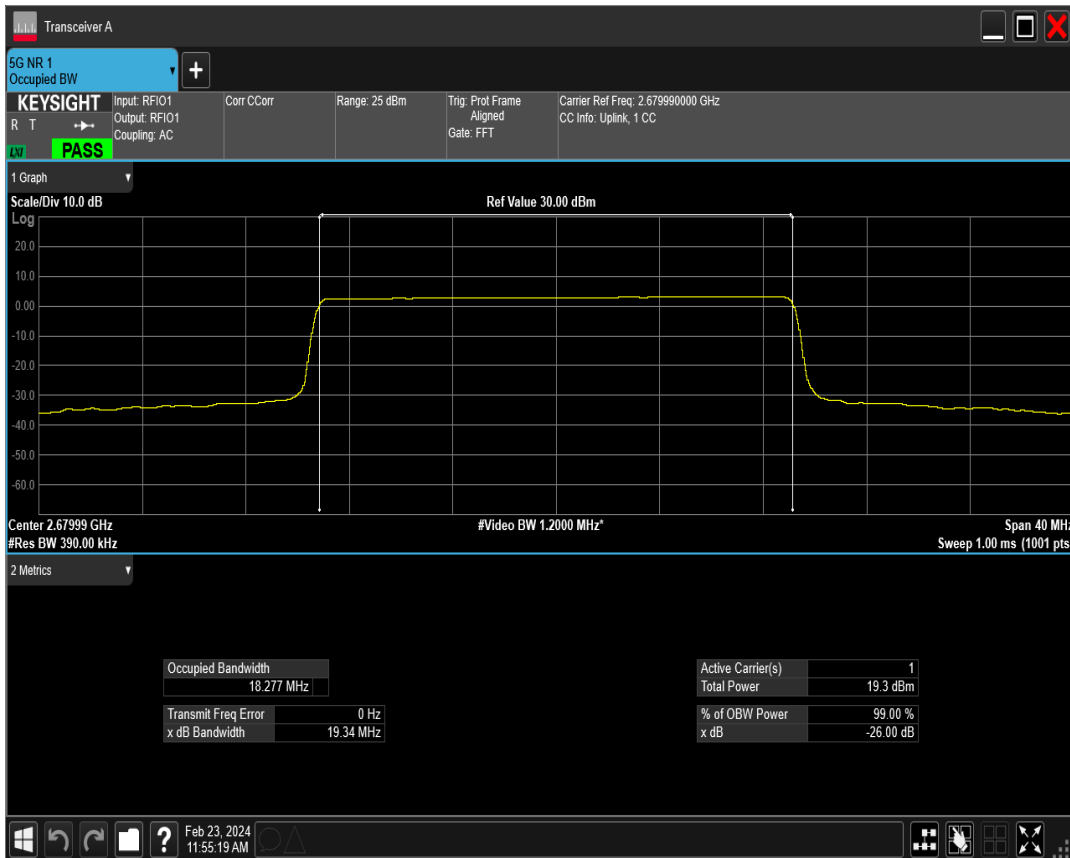 Transceiver A
5G NR 1
Occupied BW
+
KEYSIGHT
R T
LXI
PASS
Input: RFIO1
Output: RFIO1
Coupling: AC
Corr CCorr
Range: 25 dBm
Trig: Prot Frame
Aligned
Gate: FFT
Carrier Ref Freq: 2.679990000 GHz
CC Info: Uplink, 1 CC
1 Graph
Scale/Div 10.0 dB
Ref Value 30.00 dBm
Log
20.0
10.0
0.00
-10.0
-20.0
-30.0
-40.0
-50.0
-60.0
Center 2.67999 GHz
#Video BW 1.2000 MHz*
Span 40 MHz
#Res BW 390.00 kHz
Sweep 1.00 ms (1001 pts
2 Metrics
Occupied Bandwidth
18.277 MHz
Transmit Freq Error 0 Hz
x dB Bandwidth 19.34 MHz
Active Carrier(s) 1
Total Power 19.3 dBm
% of OBW Power 99.00 %
x dB -26.00 dB
?
Feb 23, 2024
11:55:19 AM